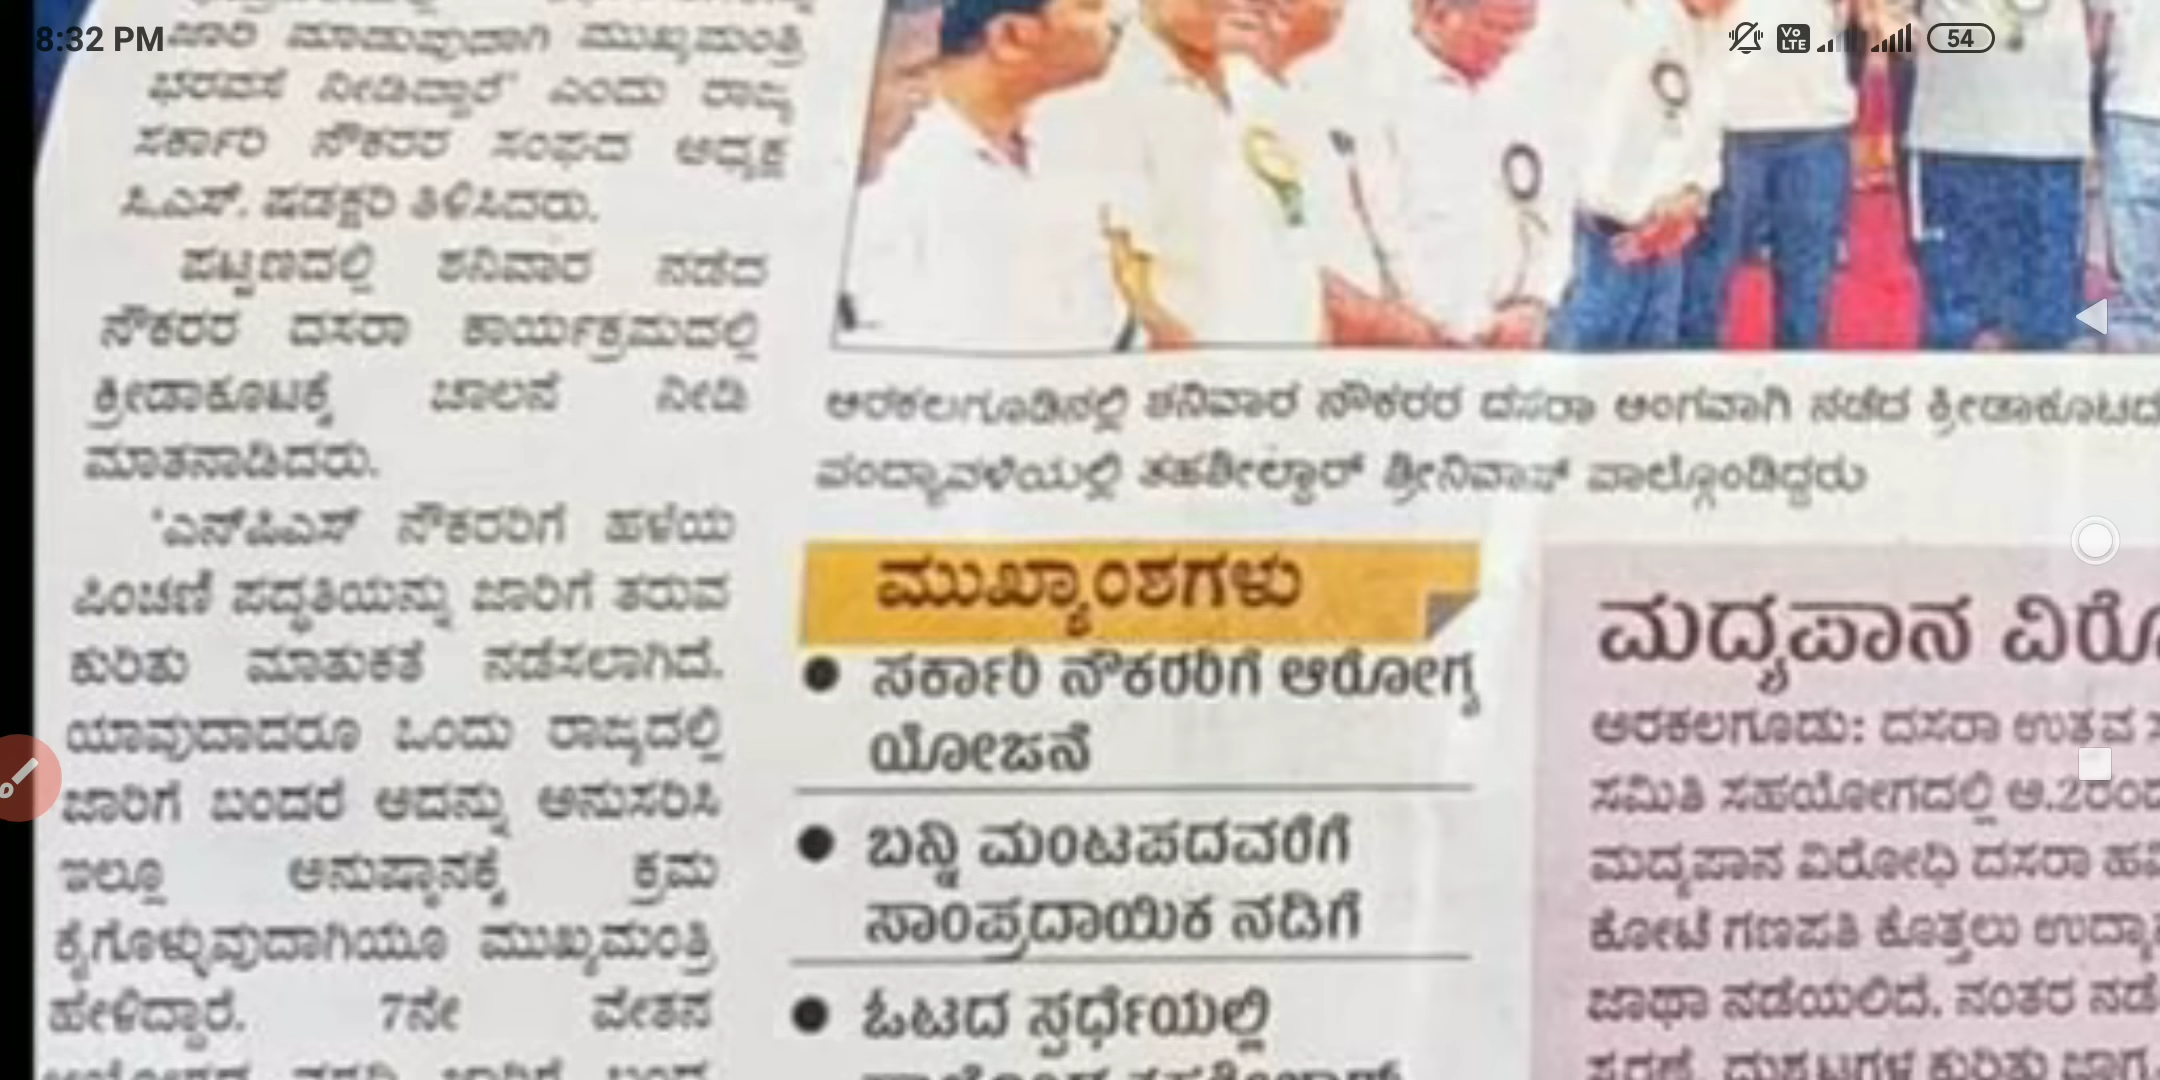 8:32 PM
54
ಜಾರಿ ಮಾಡುವುದಾಗಿ ಮುಖ್ಯಮಂತ್ರಿ
ಭರವಸೆ ನೀಡಿದ್ದಾರೆ' ಎಂದು ರಾಜ್ಯ
ಸರ್ಕಾರಿ ನೌಕರರ ಸಂಘದ ಅಧ್ಯಕ್ಷ
ಸಿ.ಎಸ್. ಷಡಕ್ಷರಿ ತಿಳಿಸಿದರು.
ಪಟ್ಟಣದಲ್ಲಿ ಶನಿವಾರ ನಡೆದ
ನೌಕರರ ದಸರಾ ಕಾರ್ಯಕ್ರಮದಲ್ಲಿ
ಕ್ರೀಡಾಕೂಟಕ್ಕೆ ಚಾಲನೆ ನೀಡಿ
ಮಾತನಾಡಿದರು.
'ಎನ್‌ಪಿಎಸ್ ನೌಕರರಿಗೆ ಹಳೆಯ
ಪಿಂಚಣಿ ಪದ್ಧತಿಯನ್ನು ಜಾರಿಗೆ ತರುವ
ಕುರಿತು ಮಾತುಕತೆ ನಡೆಸಲಾಗಿದೆ.
ಯಾವುದಾದರೂ ಒಂದು ರಾಜ್ಯದಲ್ಲಿ
ಜಾರಿಗೆ ಬಂದರೆ ಅದನ್ನು ಅನುಸರಿಸಿ
ಇಲ್ಲೂ ಅನುಷ್ಠಾನಕ್ಕೆ ಕ್ರಮ
ಕೈಗೊಳ್ಳುವುದಾಗಿಯೂ ಮುಖ್ಯಮಂತ್ರಿ
ಹೇಳಿದ್ದಾರೆ. 7ನೇ ವೇತನ
ಅರಕಲಗೂಡಿನಲ್ಲಿ ಶನಿವಾರ ನೌಕರರ ದಸರಾ ಅಂಗವಾಗಿ ನಡೆದ ಕ್ರೀಡಾಕೂಟದ
ಪಂದ್ಯಾವಳಿಯಲ್ಲಿ ತಹಶೀಲ್ದಾರ್ ಶ್ರೀನಿವಾಸ್ ಪಾಲ್ಗೊಂಡಿದ್ದರು
ಮುಖ್ಯಾಂಶಗಳು
● ಸರ್ಕಾರಿ ನೌಕರರಿಗೆ ಆರೋಗ್ಯ
ಯೋಜನೆ
● ಬನ್ನಿ ಮಂಟಪದವರೆಗೆ
ಸಾಂಪ್ರದಾಯಿಕ ನಡಿಗೆ
● ಓಟದ ಸ್ಪರ್ಧೆಯಲ್ಲಿ
ಮದ್ಯಪಾನ ವಿರೋ
ಅರಕಲಗೂಡು: ದಸರಾ ಉತ್ಸವ
ಸಮಿತಿ ಸಹಯೋಗದಲ್ಲಿ ಅ.2ರಂದ
ಮದ್ಯಪಾನ ವಿರೋಧಿ ದಸರಾ
ಕೋಟೆ ಗಣಪತಿ ಕೊತ್ತಲು
ಜಾಥಾ ನಡೆಯಲಿದೆ. ನಂತರ ನಡೆ